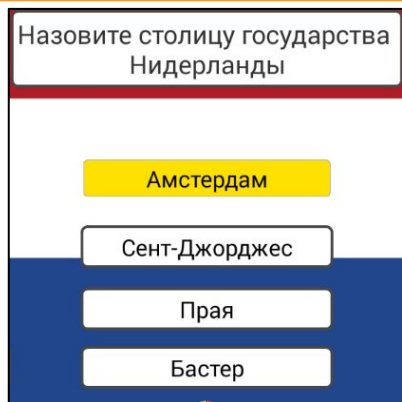 Назовите столицу государства
Нидерланды
Амстердам
Сент-Джорджес
Прая
Бастер